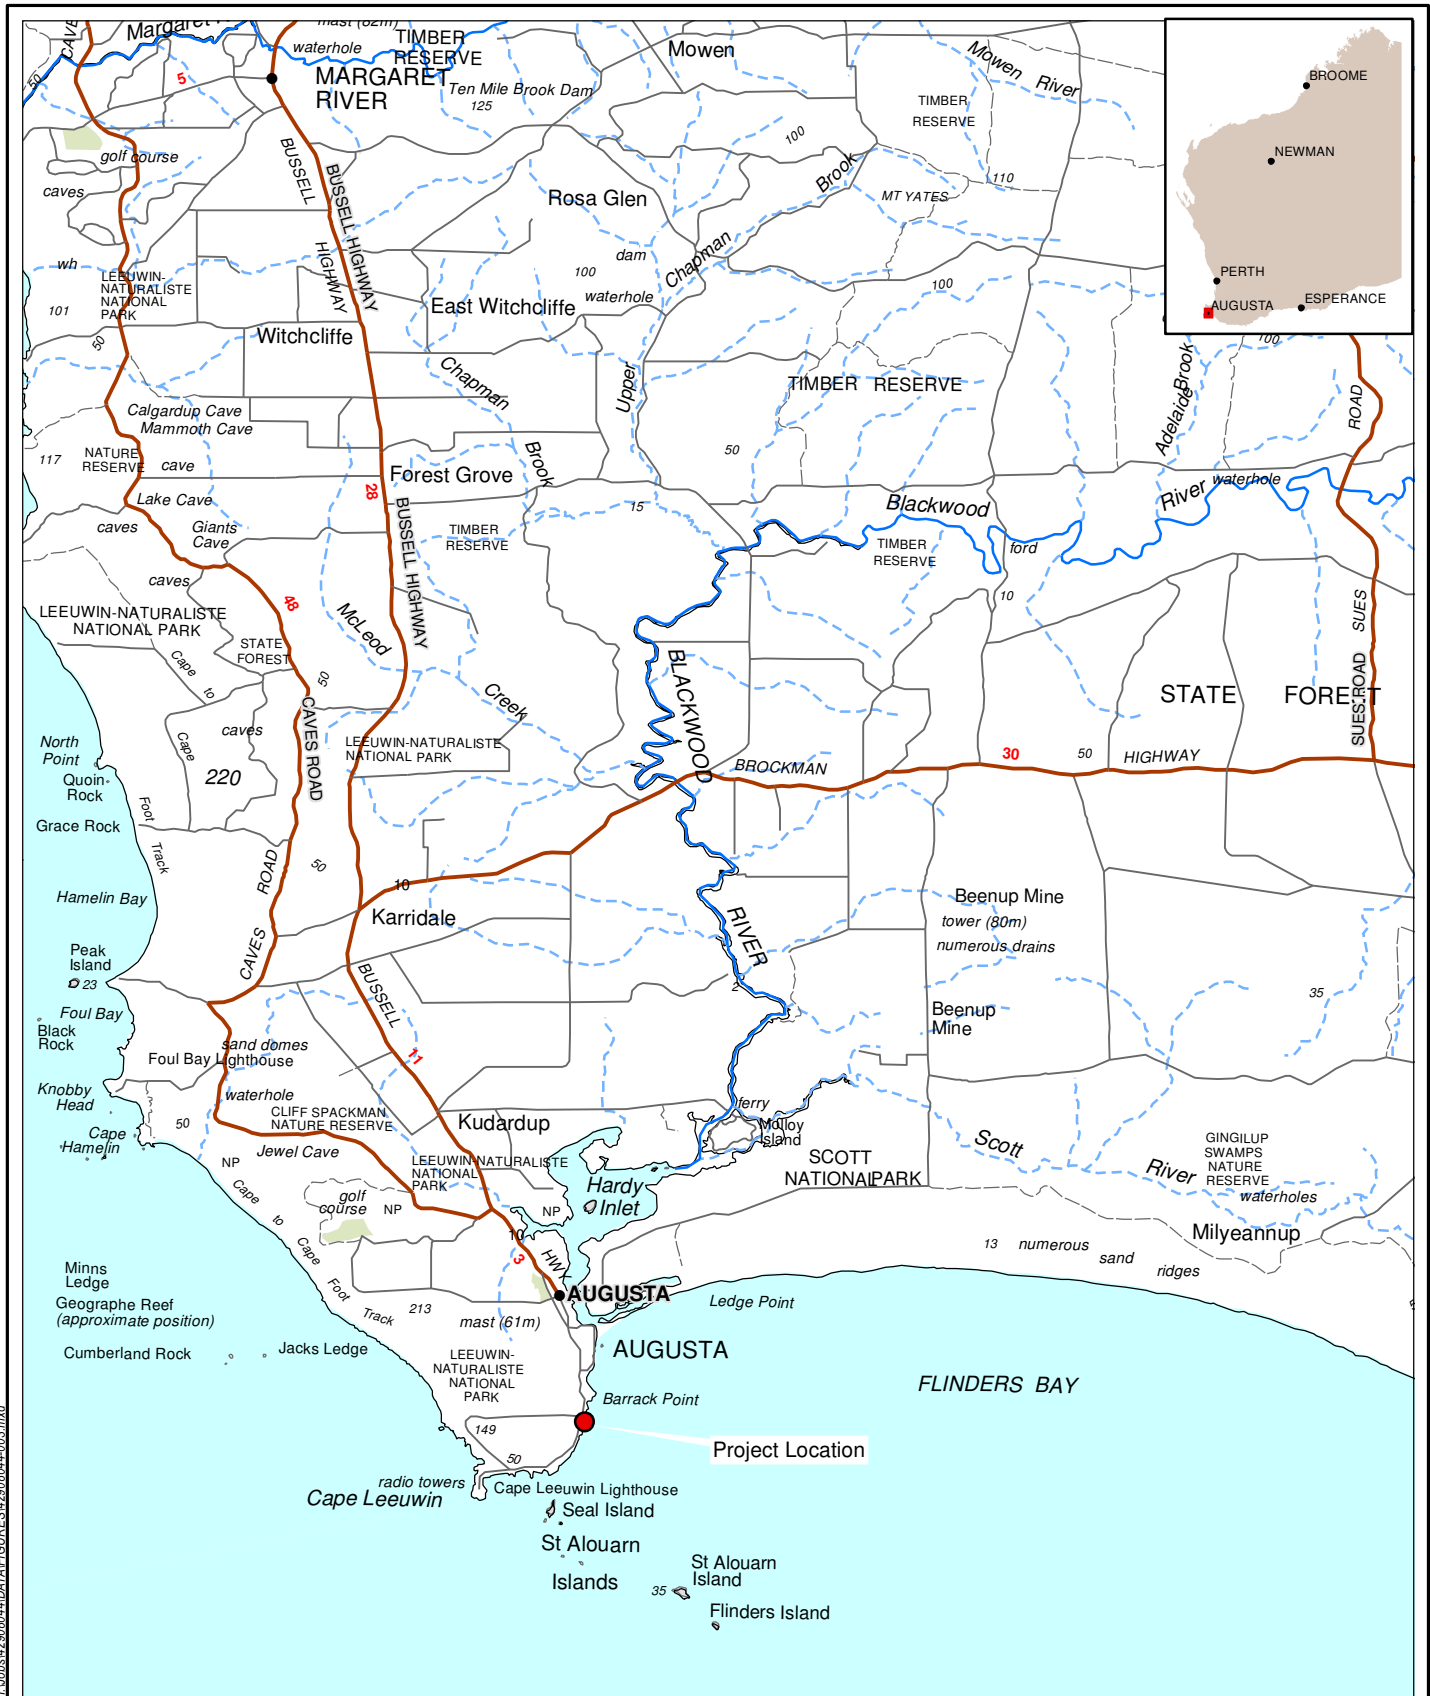 mast (82m)
CAVE
Margaret
waterhole
TIMBER
RESERVE
Mowen
Mowen
River
50
5
MARGARET
RIVER
Ten Mile Brook Dam
125
TIMBER
RESERVE
100
BROOME
NEWMAN
PERTH
AUGUSTA
ESPERANCE
golf course
caves
BUSSELL
HIGHWAY
BUSSELL HIGHWAY
Rosa Glen
Brook
Chapman
Upper
MT YATES
110
wh
101
50
LEEUWIN-
NATURALISTE
NATIONAL
PARK
dam
100
waterhole
100
East Witchcliffe
Witchcliffe
Chapman
Brook
TIMBER RESERVE
Adelaide
Brook
100
ROAD
Calgardup Cave
Mammoth Cave
117
NATURE
RESERVE
cave
Forest Grove
50
28
Lake Cave
caves
Giants
Cave
BUSSELL HIGHWAY
TIMBER
RESERVE
15
Blackwood
River
waterhole
TIMBER
RESERVE
ford
10
caves
48
LEEUWIN-NATURALISTE
NATIONAL PARK
McLeod
Creek
STATE
FOREST
50
Cape
to
Cape
Foot
Track
SUES
SUES ROAD
STATE FOREST
BLACKWOOD
RIVER
caves
CAVES ROAD
LEEUWIN-NATURALISTE
NATIONAL PARK
North
Point
Quoin
Rock
220
BROCKMAN
30
50
HIGHWAY
Grace Rock
50
ROAD
CAVES
10
Karridale
Hamelin Bay
Beenup Mine
tower (80m)
numerous drains
Peak
Island
23
BUSSELL
2
35
Foul Bay
Black
Rock
Beenup
Mine
sand domes
Foul Bay Lighthouse
11
Knobby
Head
waterhole
CLIFF SPACKMAN
NATURE RESERVE
50
Cape
Hamelin
Kudardup
ferry
Molloy
Island
Jewel Cave
NP
LEEUWIN-NATURALISTE
NATIONAL
PARK
SCOTT
NATIONAL PARK
Scott
River
GINGILUP
SWAMPS
NATURE
RESERVE
waterholes
Cape
to
Cape
Foot
Track
golf
course
NP
NP
Hardy
Inlet
10
3
HWY
13 numerous sand ridges
Milyeannup
Minns
Ledge
Geographe Reef
(approximate position)
213
AUGUSTA
mast (61m)
Ledge Point
Cumberland Rock
Jacks Ledge
LEEUWIN-
NATURALISTE
NATIONAL
PARK
AUGUSTA
FLINDERS BAY
Barrack Point
149
50
Project Location
radio towers
Cape Leeuwin
Cape Leeuwin Lighthouse
Seal Island
St Alouarn
Islands
St Alouarn
Island
35
Flinders Island